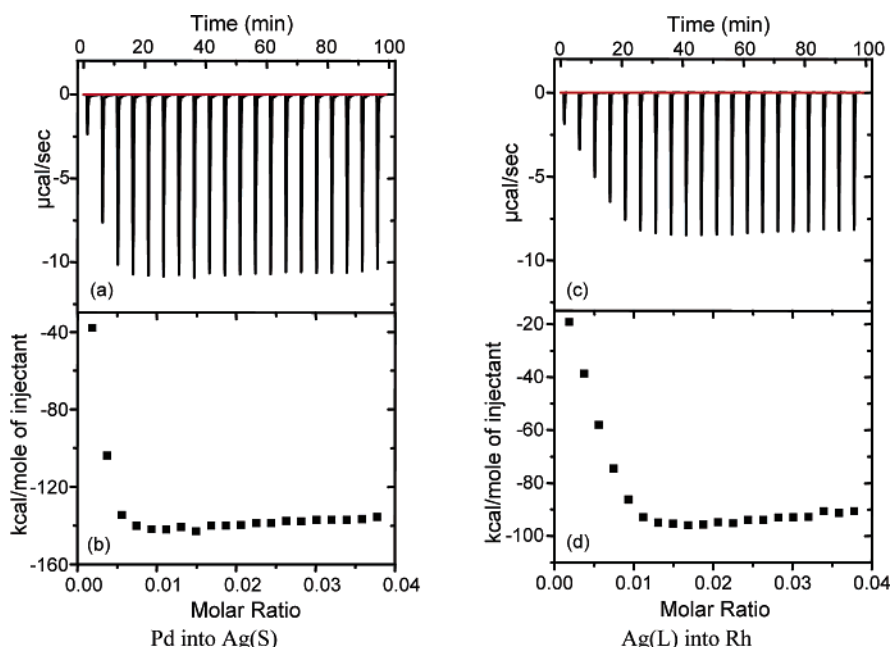 Time (min)
0 20 40 60 80 100
0
-5
-10
µcal/sec
(a)
-40
-80
-120
-160
kcal/mole of injectant
(b)
0.00 0.01 0.02 0.03 0.04
Molar Ratio
Pd into Ag(S)
Time (min)
0 20 40 60 80 100
0
-5
-10
µcal/sec
(c)
-20
-40
-60
-80
-100
kcal/mole of injectant
(d)
0.00 0.01 0.02 0.03 0.04
Molar Ratio
Ag(L) into Rh